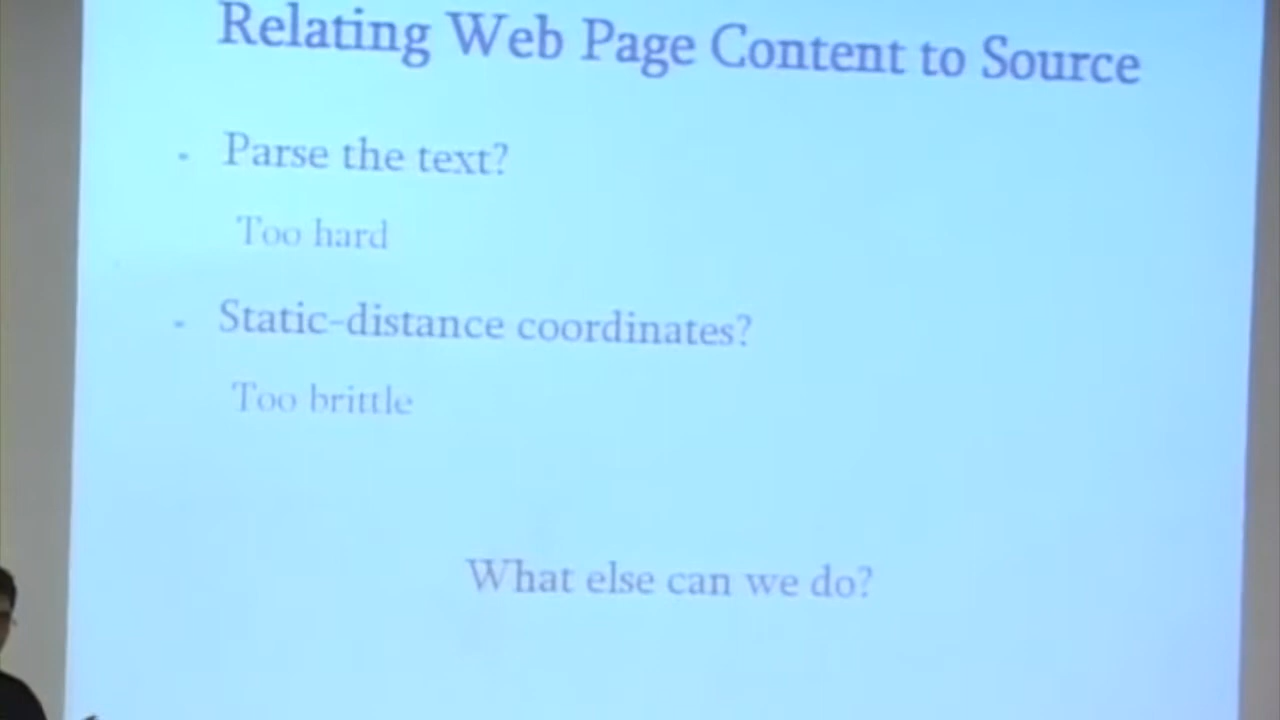 Relating Web Page Content to Source
- Parse the text?
Too hard
- Static-distance coordinates?
Too brittle
What else can we do?